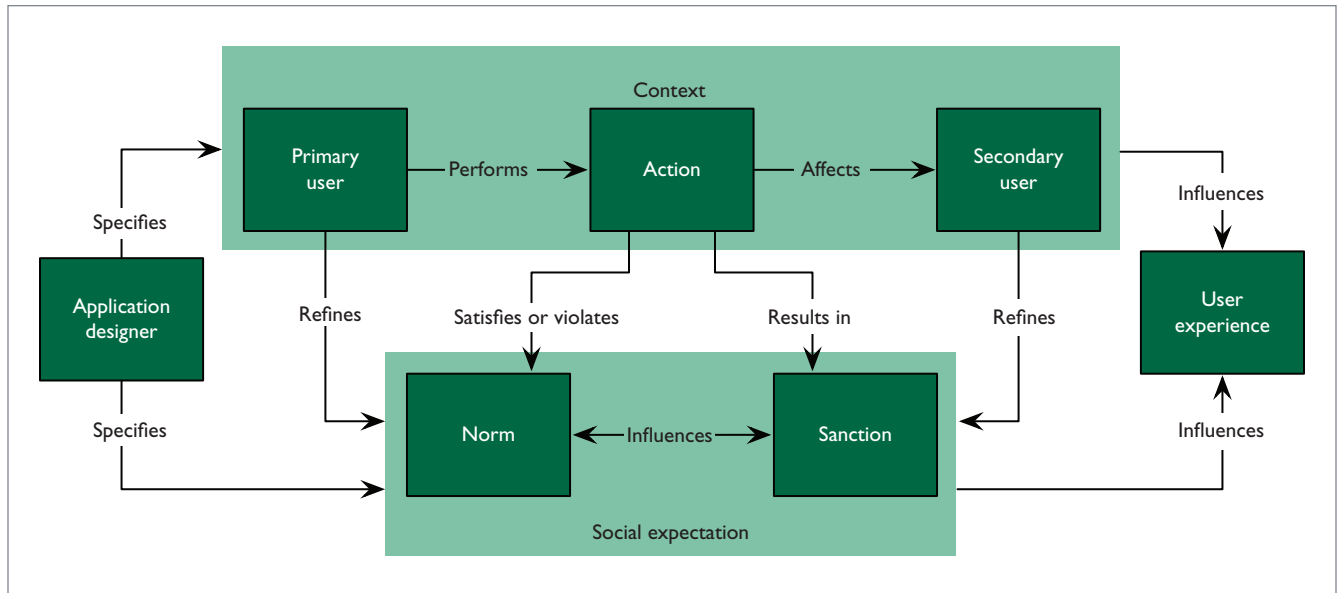 Context
Primary
user
Performs
Action
Affects
Secondary
user
Specifies
Influences
Application
designer
Refines
Satisfies or violates
Results in
Refines
User
experience
Specifies
Norm
Influences
Sanction
Influences
Social expectation